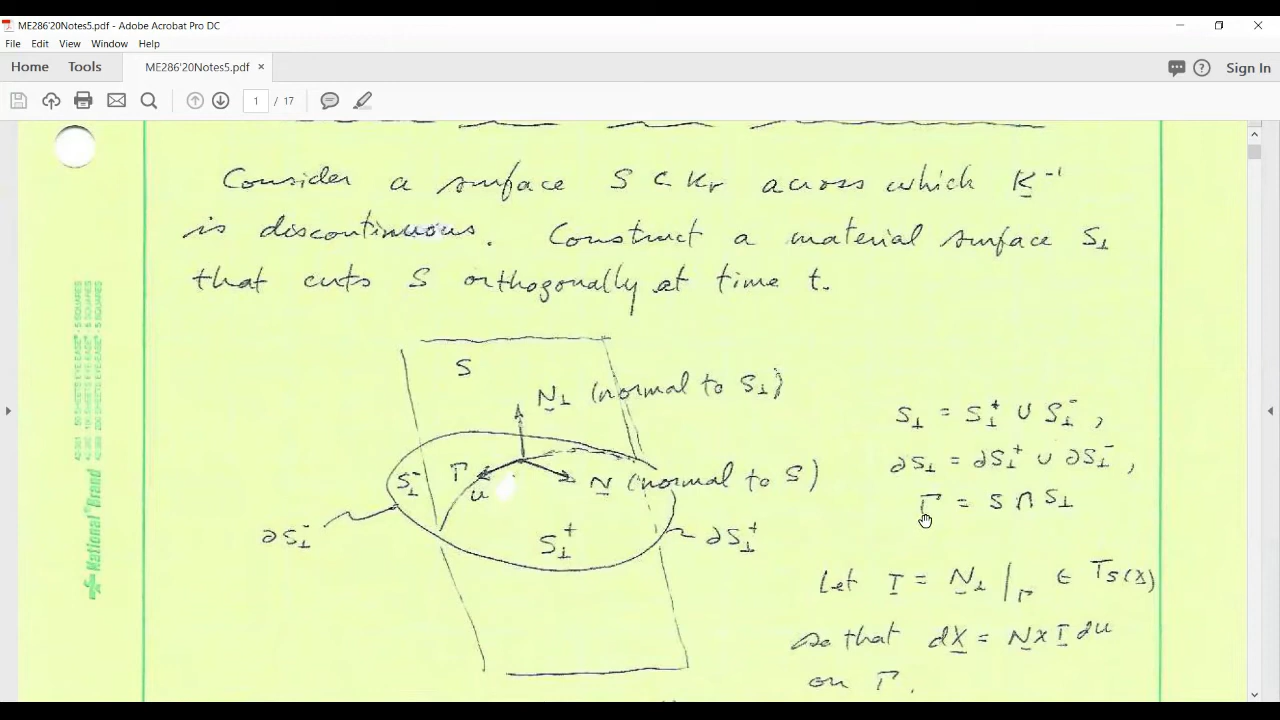 ME286'20Notes5.pdf - Adobe Acrobat Pro DC
File Edit View Window Help
Home Tools ME286'20Notes5.pdf × Sign In
1 / 17
Consider a surface S ⊂ κr across which K⁻¹
is discontinuous. Construct a material surface S⊥
that cuts S orthogonally at time t.
S
N⊥ (normal to S⊥)
S⊥ = S⊥⁺ ∪ S⊥⁻,
∂S⊥ = ∂S⊥⁺ ∪ ∂S⊥⁻,
S⊥⁻ Γ u N (normal to S)
Γ = S ∩ S⊥
∂S⊥⁻ S⊥⁺ ∂S⊥⁺
Let T = N⊥|Γ ∈ TS(X)
so that dX = N×T du
on Γ.
National® Brand